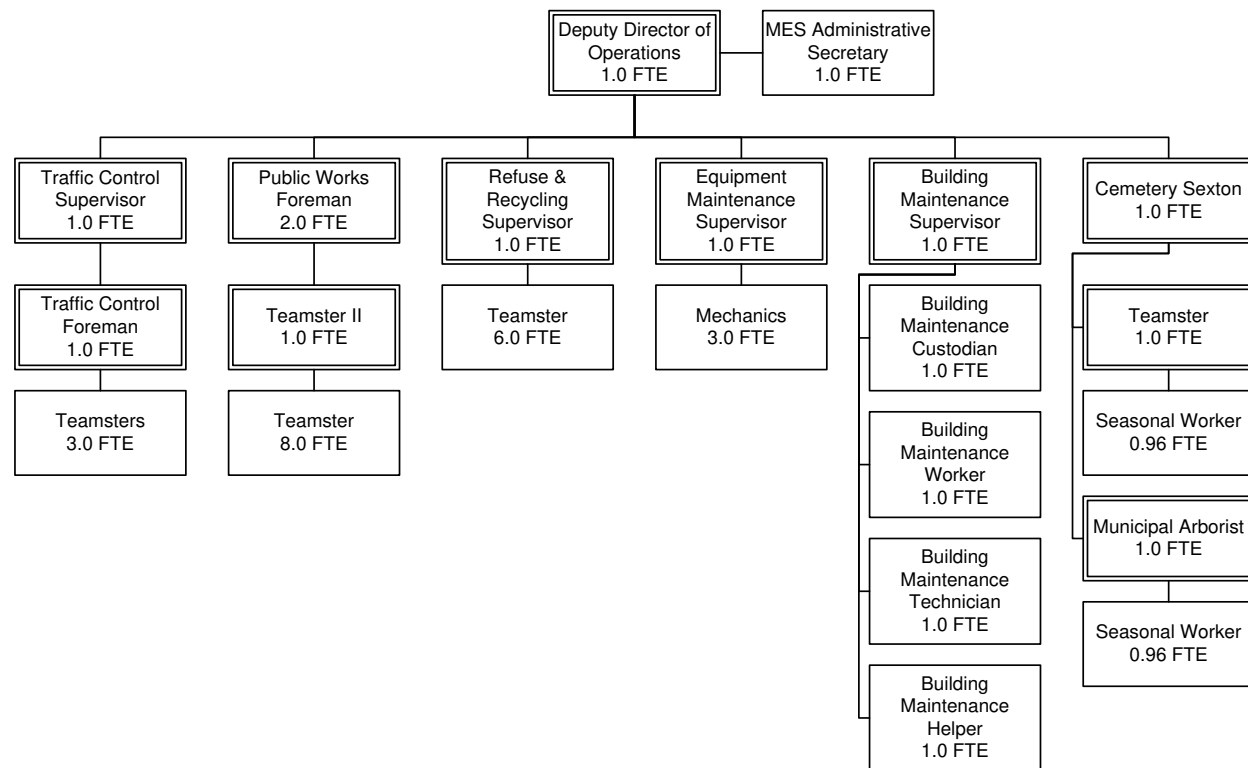 Deputy Director of
Operations
1.0 FTE
MES Administrative
Secretary
1.0 FTE
Traffic Control
Supervisor
1.0 FTE
Public Works
Foreman
2.0 FTE
Refuse &
Recycling
Supervisor
1.0 FTE
Equipment
Maintenance
Supervisor
1.0 FTE
Building
Maintenance
Supervisor
1.0 FTE
Cemetery Sexton
1.0 FTE
Traffic Control
Foreman
1.0 FTE
Teamster II
1.0 FTE
Teamster
6.0 FTE
Mechanics
3.0 FTE
Building
Maintenance
Custodian
1.0 FTE
Teamster
1.0 FTE
Teamsters
3.0 FTE
Teamster
8.0 FTE
Building
Maintenance
Worker
1.0 FTE
Seasonal Worker
0.96 FTE
Building
Maintenance
Technician
1.0 FTE
Municipal Arborist
1.0 FTE
Building
Maintenance
Helper
1.0 FTE
Seasonal Worker
0.96 FTE